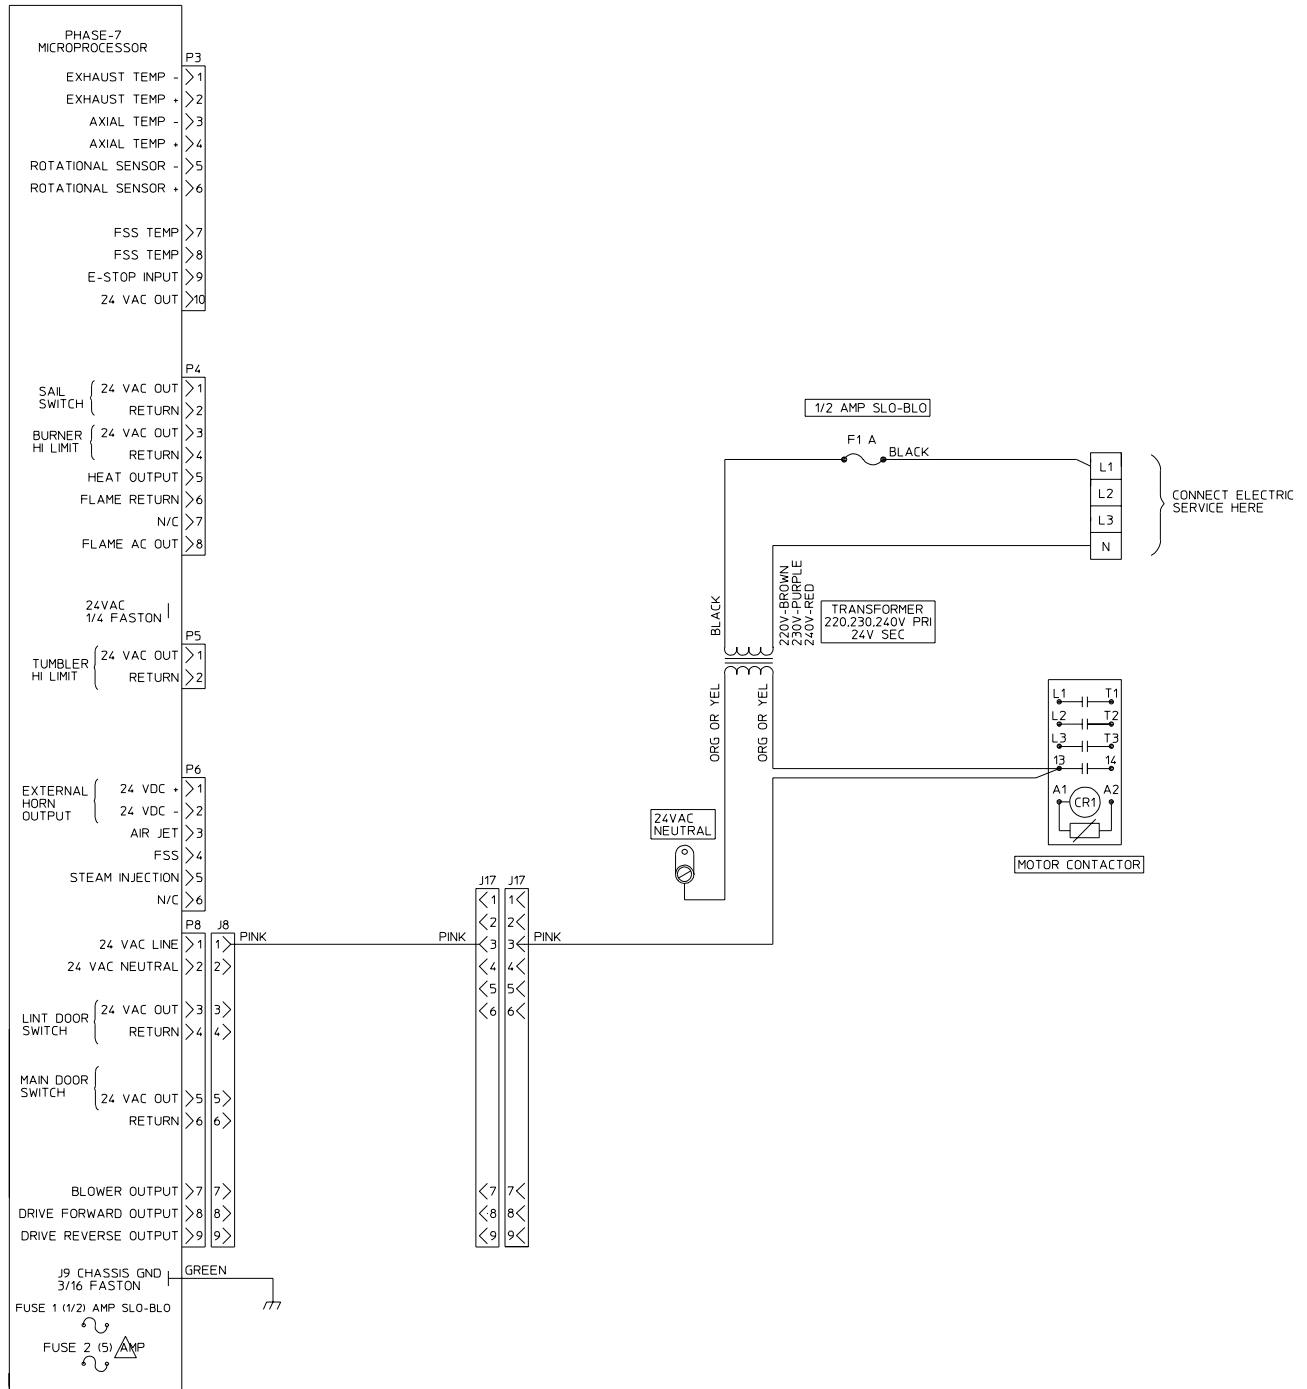 PHASE-7
MICROPROCESSOR
P3
EXHAUST TEMP - 1
EXHAUST TEMP + 2
AXIAL TEMP - 3
AXIAL TEMP + 4
ROTATIONAL SENSOR - 5
ROTATIONAL SENSOR + 6
FSS TEMP 7
FSS TEMP 8
E-STOP INPUT 9
24 VAC OUT 10
P4
SAIL
SWITCH
24 VAC OUT 1
RETURN 2
BURNER
HI LIMIT
24 VAC OUT 3
RETURN 4
HEAT OUTPUT 5
FLAME RETURN 6
N/C 7
FLAME AC OUT 8
24VAC
1/4 FASTON
P5
TUMBLER
HI LIMIT
24 VAC OUT 1
RETURN 2
P6
EXTERNAL
HORN
OUTPUT
24 VDC + 1
24 VDC - 2
AIR JET 3
FSS 4
STEAM INJECTION 5
N/C 6
P8 J8
24 VAC LINE 1 1 PINK
24 VAC NEUTRAL 2 2
LINT DOOR
SWITCH
24 VAC OUT 3 3
RETURN 4 4
MAIN DOOR
SWITCH
24 VAC OUT 5 5
RETURN 6 6
BLOWER OUTPUT 7 7
DRIVE FORWARD OUTPUT 8 8
DRIVE REVERSE OUTPUT 9 9
J9 CHASSIS GND
3/16 FASTON
GREEN
FUSE 1 (1/2) AMP SLO-BLO
FUSE 2 (5) AMP
J17 J17
1 1
2 2
PINK 3 3 PINK
4 4
5 5
6 6
7 7
8 8
9 9
1/2 AMP SLO-BLO
F1 A
BLACK
L1
L2
L3
N
CONNECT ELECTRIC
SERVICE HERE
BLACK
220V-BROWN
230V-PURPLE
240V-RED
TRANSFORMER
220,230,240V PRI
24V SEC
ORG OR YEL
ORG OR YEL
24VAC
NEUTRAL
L1 T1
L2 T2
L3 T3
13 14
A1 CR1 A2
MOTOR CONTACTOR